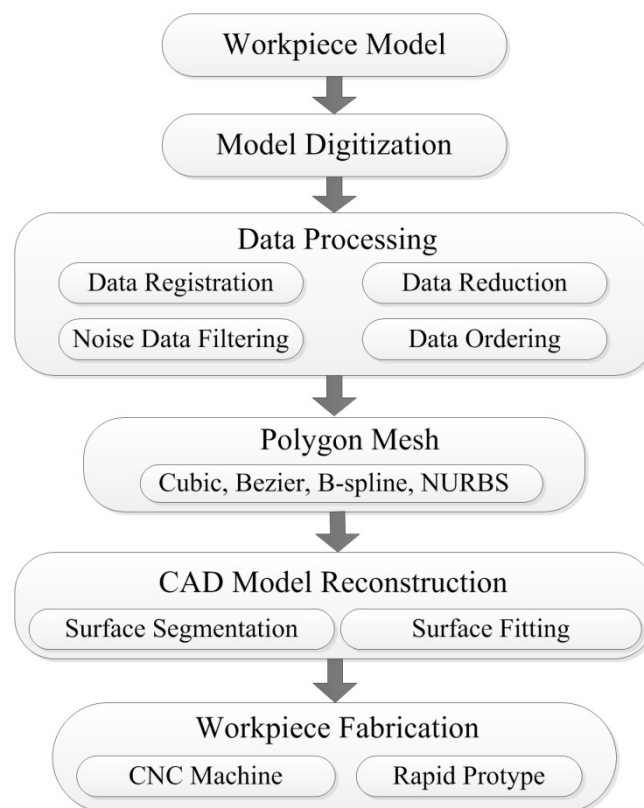 Workpiece Model
Model Digitization
Data Processing
Data Registration
Data Reduction
Noise Data Filtering
Data Ordering
Polygon Mesh
Cubic, Bezier, B-spline, NURBS
CAD Model Reconstruction
Surface Segmentation
Surface Fitting
Workpiece Fabrication
CNC Machine
Rapid Protype